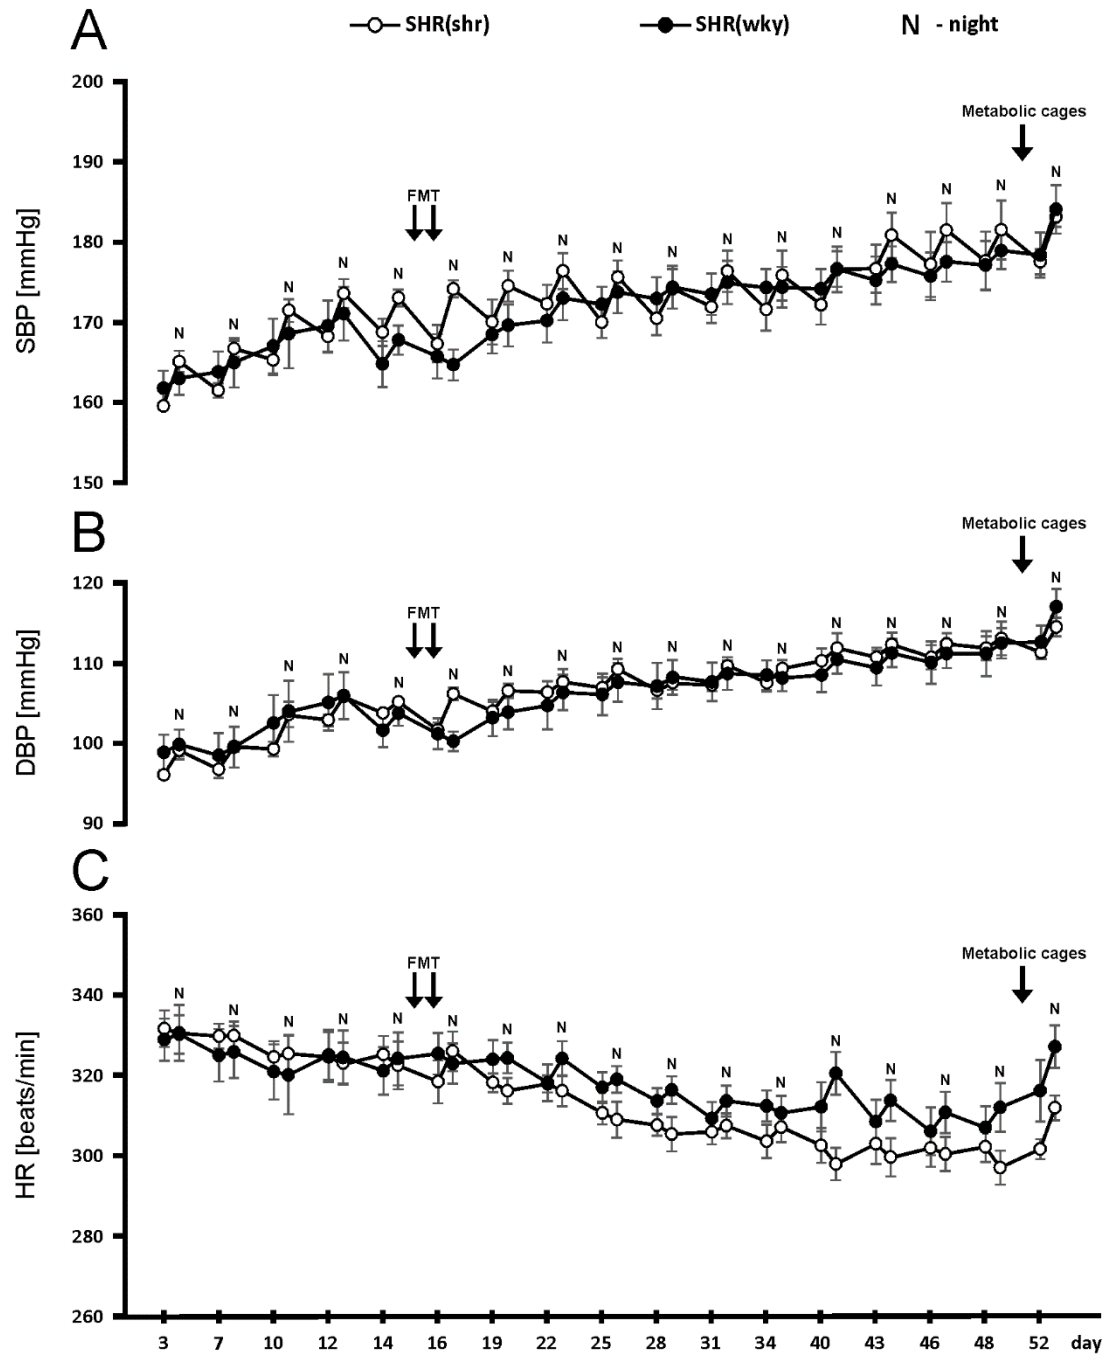 A
SHR(shr) SHR(wky) N - night
SBP [mmHg]
200
190
180
170
160
150
FMT
Metabolic cages
N N N N N N N N N N N N N N N N N
B
DBP [mmHg]
120
110
100
90
FMT
Metabolic cages
N N N N N N N N N N N N N N N N N
C
HR [beats/min]
360
340
320
300
280
260
FMT
Metabolic cages
N N N N N N N N N N N N N N N N N
3 7 10 12 14 16 19 22 25 28 31 34 40 43 46 48 52 day